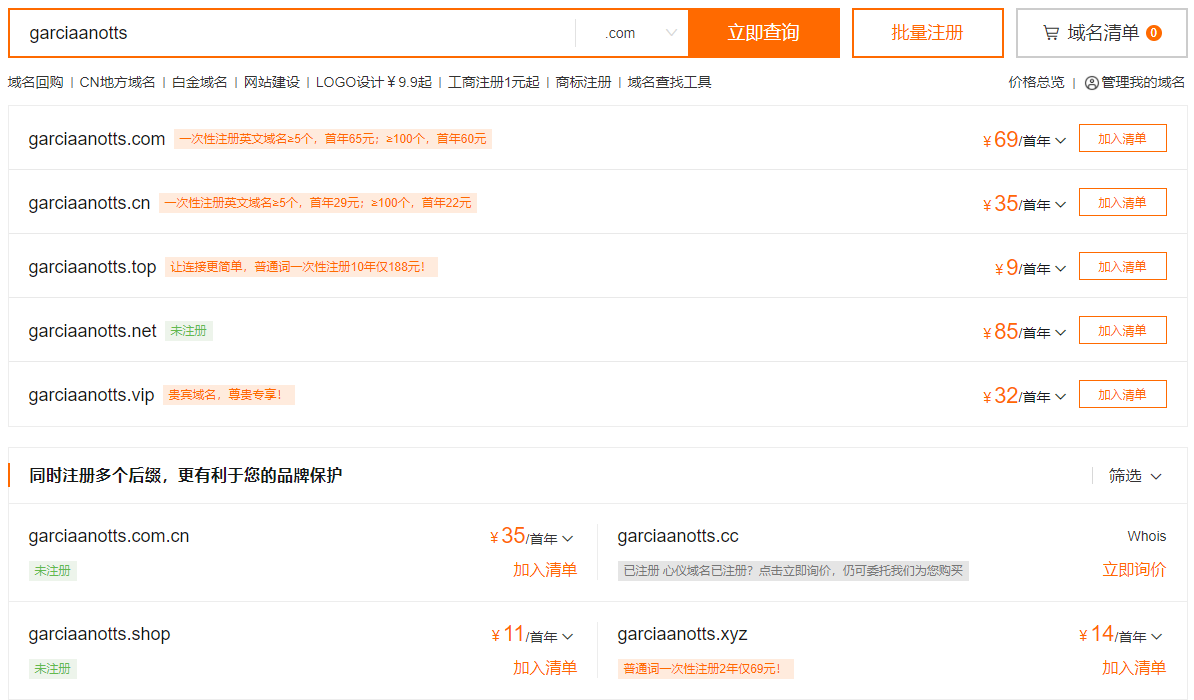 garciaanotts .com 立即查询 批量注册 域名清单 0
域名回购 | CN地方域名 | 白金域名 | 网站建设 | LOGO设计￥9.9起 | 工商注册1元起 | 商标注册 | 域名查找工具 价格总览 | 管理我的域名
garciaanotts.com 一次性注册英文域名≥5个，首年65元；≥100个，首年60元 ￥69/首年 加入清单
garciaanotts.cn 一次性注册英文域名≥5个，首年29元；≥100个，首年22元 ￥35/首年 加入清单
garciaanotts.top 让连接更简单，普通词一次性注册10年仅188元！ ￥9/首年 加入清单
garciaanotts.net 未注册 ￥85/首年 加入清单
garciaanotts.vip 贵宾域名，尊贵专享！ ￥32/首年 加入清单
同时注册多个后缀，更有利于您的品牌保护 筛选
garciaanotts.com.cn ￥35/首年 garciaanotts.cc Whois
未注册 加入清单 已注册 心仪域名已注册？点击立即询价，仍可委托我们为您购买 立即询价
garciaanotts.shop ￥11/首年 garciaanotts.xyz ￥14/首年
未注册 加入清单 普通词一次性注册2年仅69元！ 加入清单